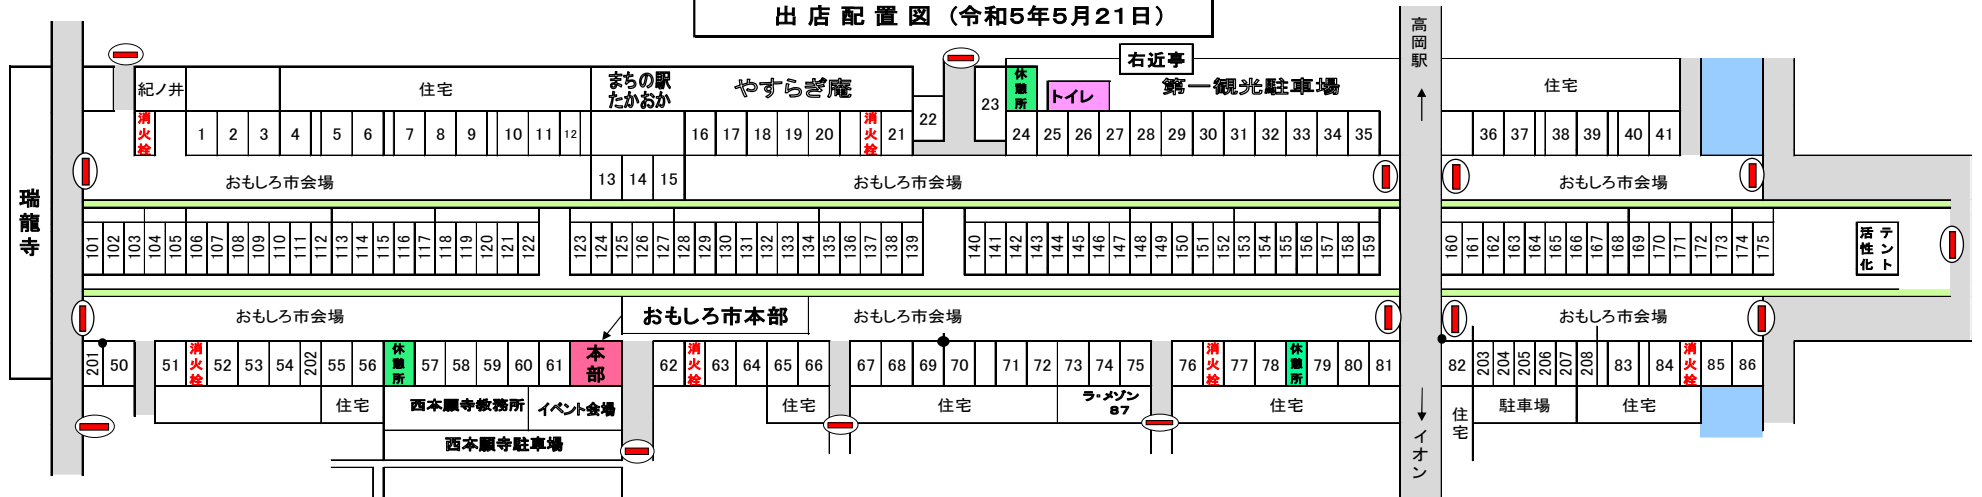 出店配置図（令和5年5月21日）
高岡駅
↑
右近亭
紀ノ井
住宅
まちの駅
たかおか
やすらぎ庵
休憩所
トイレ
第一観光駐車場
住宅
消火栓
1 2 3 4 5 6 7 8 9 10 11 12
16 17 18 19 20
消火栓
21 22 23 24 25 26 27 28 29 30 31 32 33 34 35
36 37 38 39 40 41
13 14 15
おもしろ市会場
おもしろ市会場
おもしろ市会場
瑞龍寺
101 102 103 104 105 106 107 108 109 110 111 112 113 114 115 116 117 118 119 120 121 122
123 124 125 126 127 128 129 130 131 132 133 134 135 136 137 138 139
140 141 142 143 144 145 146 147 148 149 150 151 152 153 154 155 156 157 158 159
160 161 162 163 164 165 166 167 168 169 170 171 172 173 174 175
テント
活性化
おもしろ市会場
おもしろ市本部
おもしろ市会場
おもしろ市会場
201 50 51
消火栓
52 53 54 202 55 56
休憩所
57 58 59 60 61
本部
62
消火栓
63 64 65 66
67 68 69 70 71 72 73 74 75
76
消火栓
77 78
休憩所
79 80 81
82 203 204 205 206 207 208 83 84
消火栓
85 86
住宅
西本願寺教務所
イベント会場
住宅
住宅
ラ・メゾン
87
住宅
住宅
駐車場
住宅
西本願寺駐車場
↓
イオン